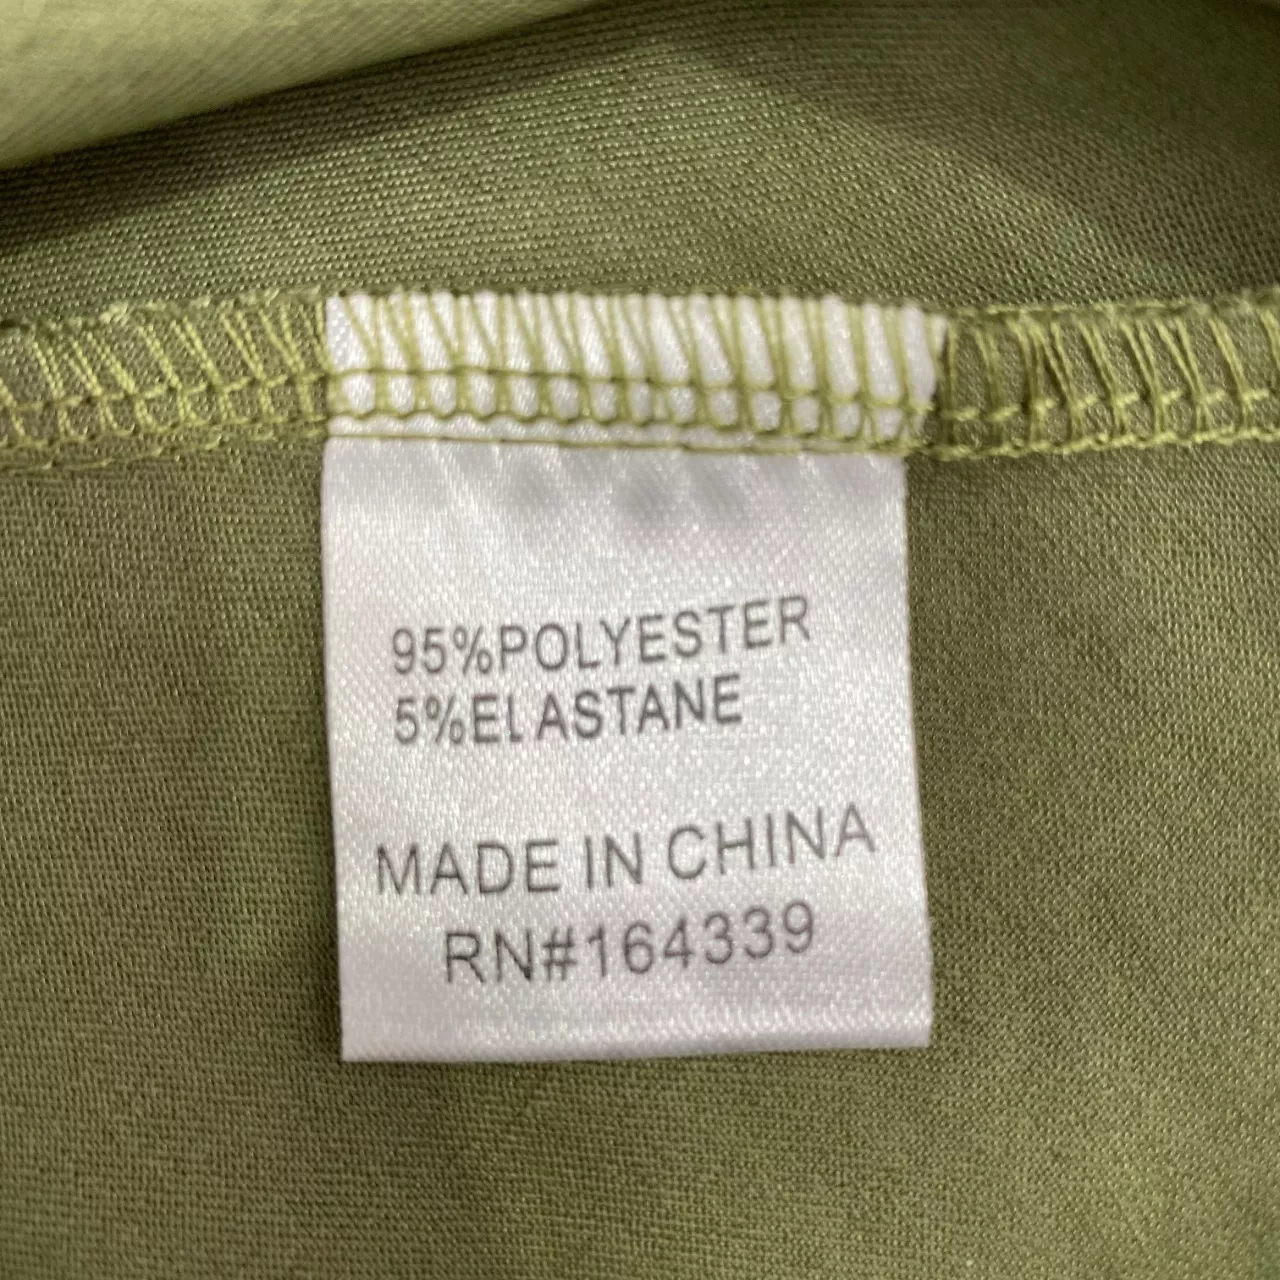 95%POLYESTER
5%ELASTANE
MADE IN CHINA
RN#164339